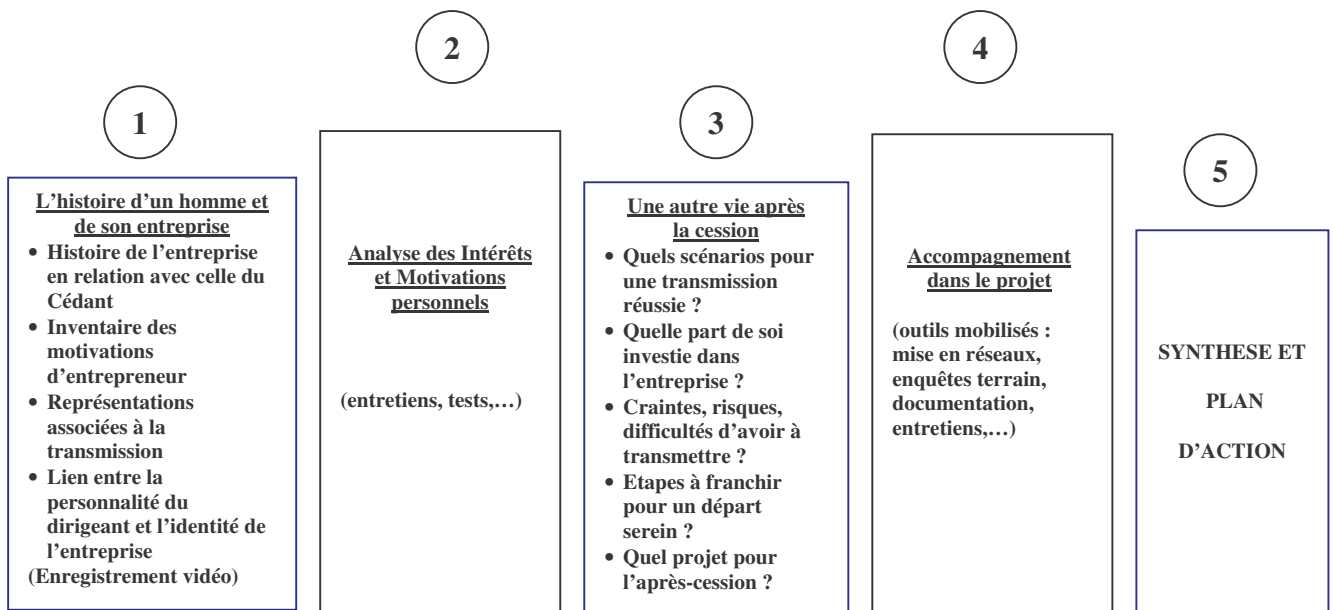 1
L'histoire d'un homme et
de son entreprise
• Histoire de l'entreprise
en relation avec celle du
Cédant
• Inventaire des
motivations
d'entrepreneur
• Représentations
associées à la
transmission
• Lien entre la
personnalité du
dirigeant et l'identité de
l'entreprise
(Enregistrement vidéo)
2
Analyse des Intérêts
et Motivations
personnels
(entretiens, tests,…)
3
Une autre vie après
la cession
• Quels scénarios pour
une transmission
réussie ?
• Quelle part de soi
investie dans
l'entreprise ?
• Craintes, risques,
difficultés d'avoir à
transmettre ?
• Etapes à franchir
pour un départ
serein ?
• Quel projet pour
l'après-cession ?
4
Accompagnement
dans le projet
(outils mobilisés :
mise en réseaux,
enquêtes terrain,
documentation,
entretiens,…)
5
SYNTHESE ET
PLAN
D'ACTION